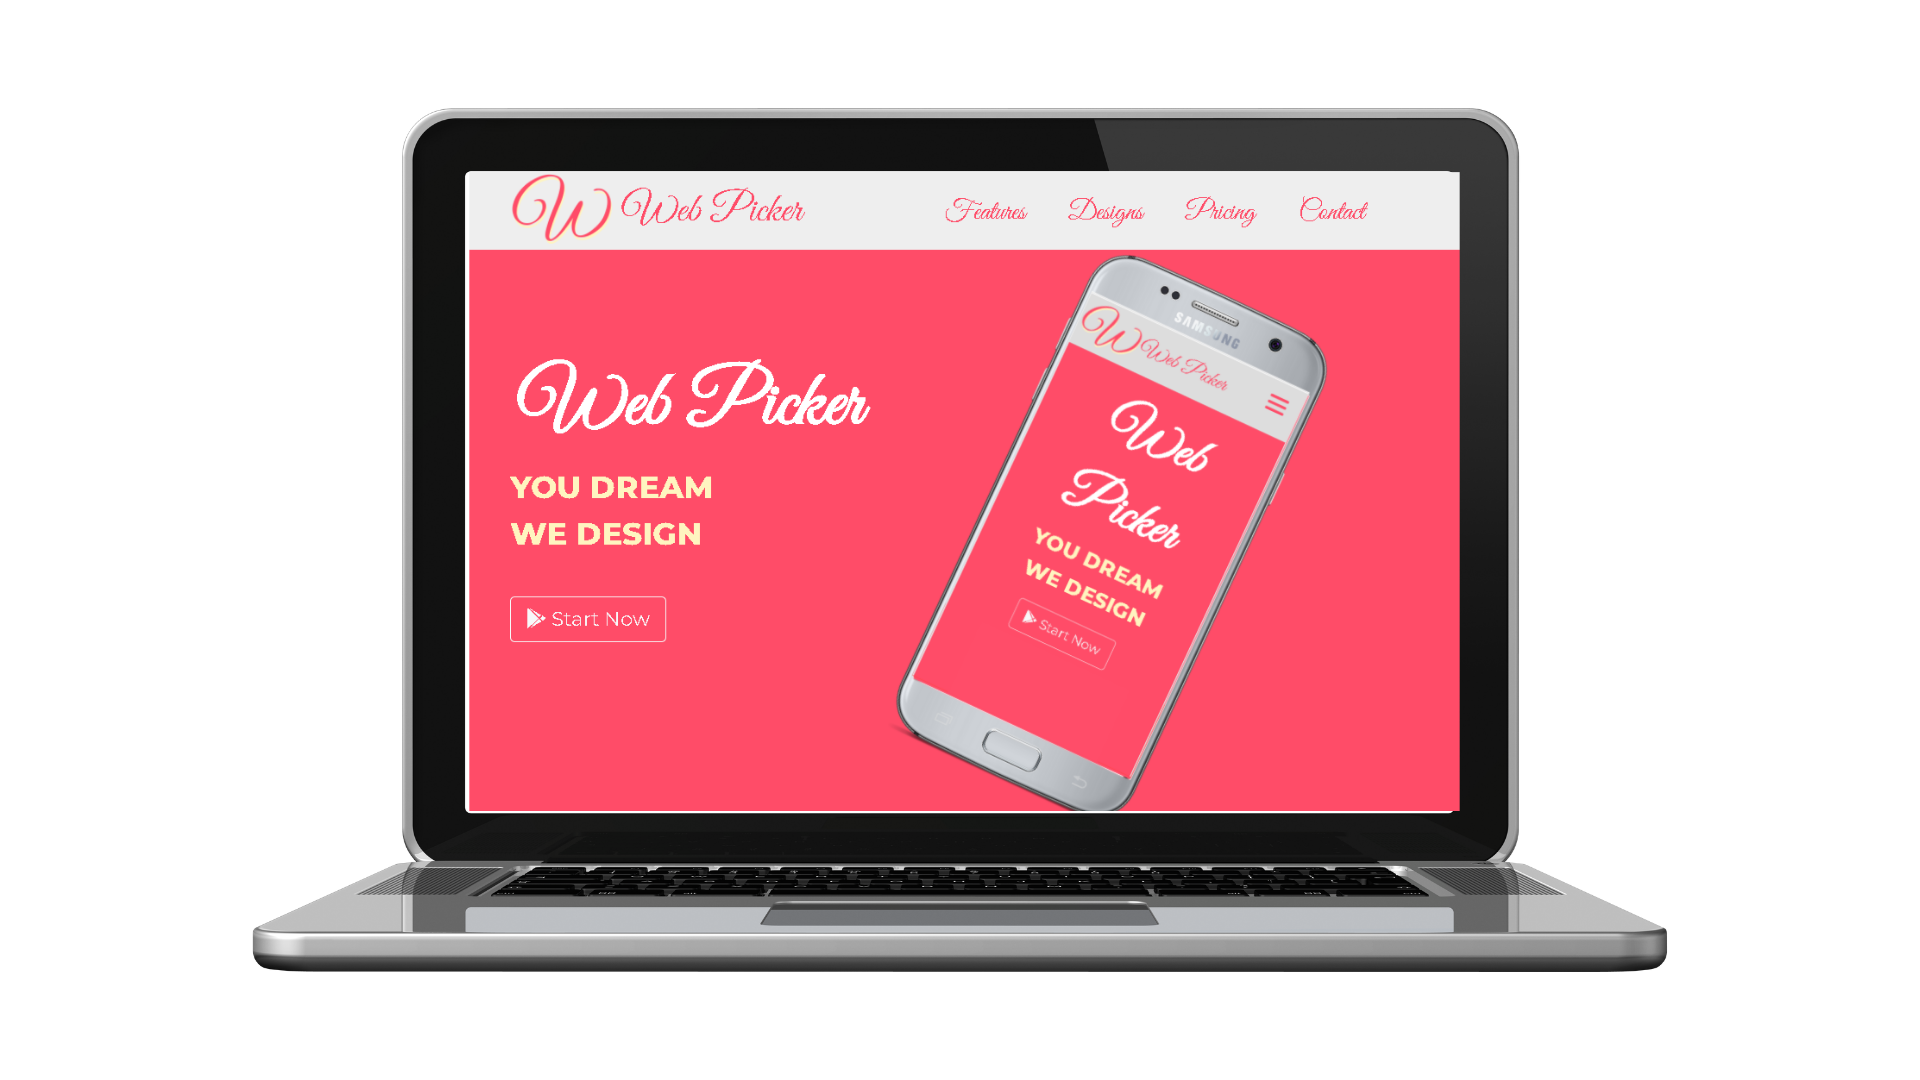 W Web Picker
Features Designs Pricing Contact
Web Picker
YOU DREAM
WE DESIGN
Start Now
SAMSUNG
W Web Picker
Web
Picker
YOU DREAM
WE DESIGN
Start Now